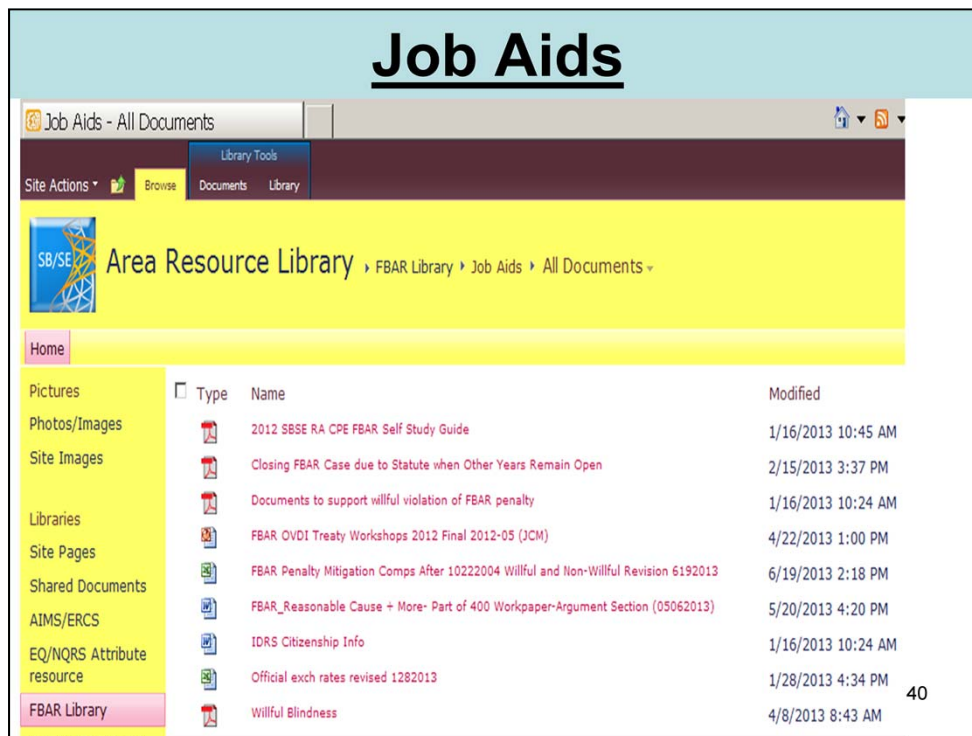 Job Aids
Job Aids - All Documents
Library Tools
Site Actions Browse Documents Library
SB/SE Area Resource Library FBAR Library Job Aids All Documents
Home
Pictures
Photos/Images
Site Images
Libraries
Site Pages
Shared Documents
AIMS/ERCS
EQ/NQRS Attribute
resource
FBAR Library
Type Name Modified
2012 SBSE RA CPE FBAR Self Study Guide 1/16/2013 10:45 AM
Closing FBAR Case due to Statute when Other Years Remain Open 2/15/2013 3:37 PM
Documents to support willful violation of FBAR penalty 1/16/2013 10:24 AM
FBAR OVDI Treaty Workshops 2012 Final 2012-05 (JCM) 4/22/2013 1:00 PM
FBAR Penalty Mitigation Comps After 10222004 Willful and Non-Willful Revision 6192013 6/19/2013 2:18 PM
FBAR_Reasonable Cause + More- Part of 400 Workpaper-Argument Section (05062013) 5/20/2013 4:20 PM
IDRS Citizenship Info 1/16/2013 10:24 AM
Official exch rates revised 1282013 1/28/2013 4:34 PM
Willful Blindness 4/8/2013 8:43 AM
40